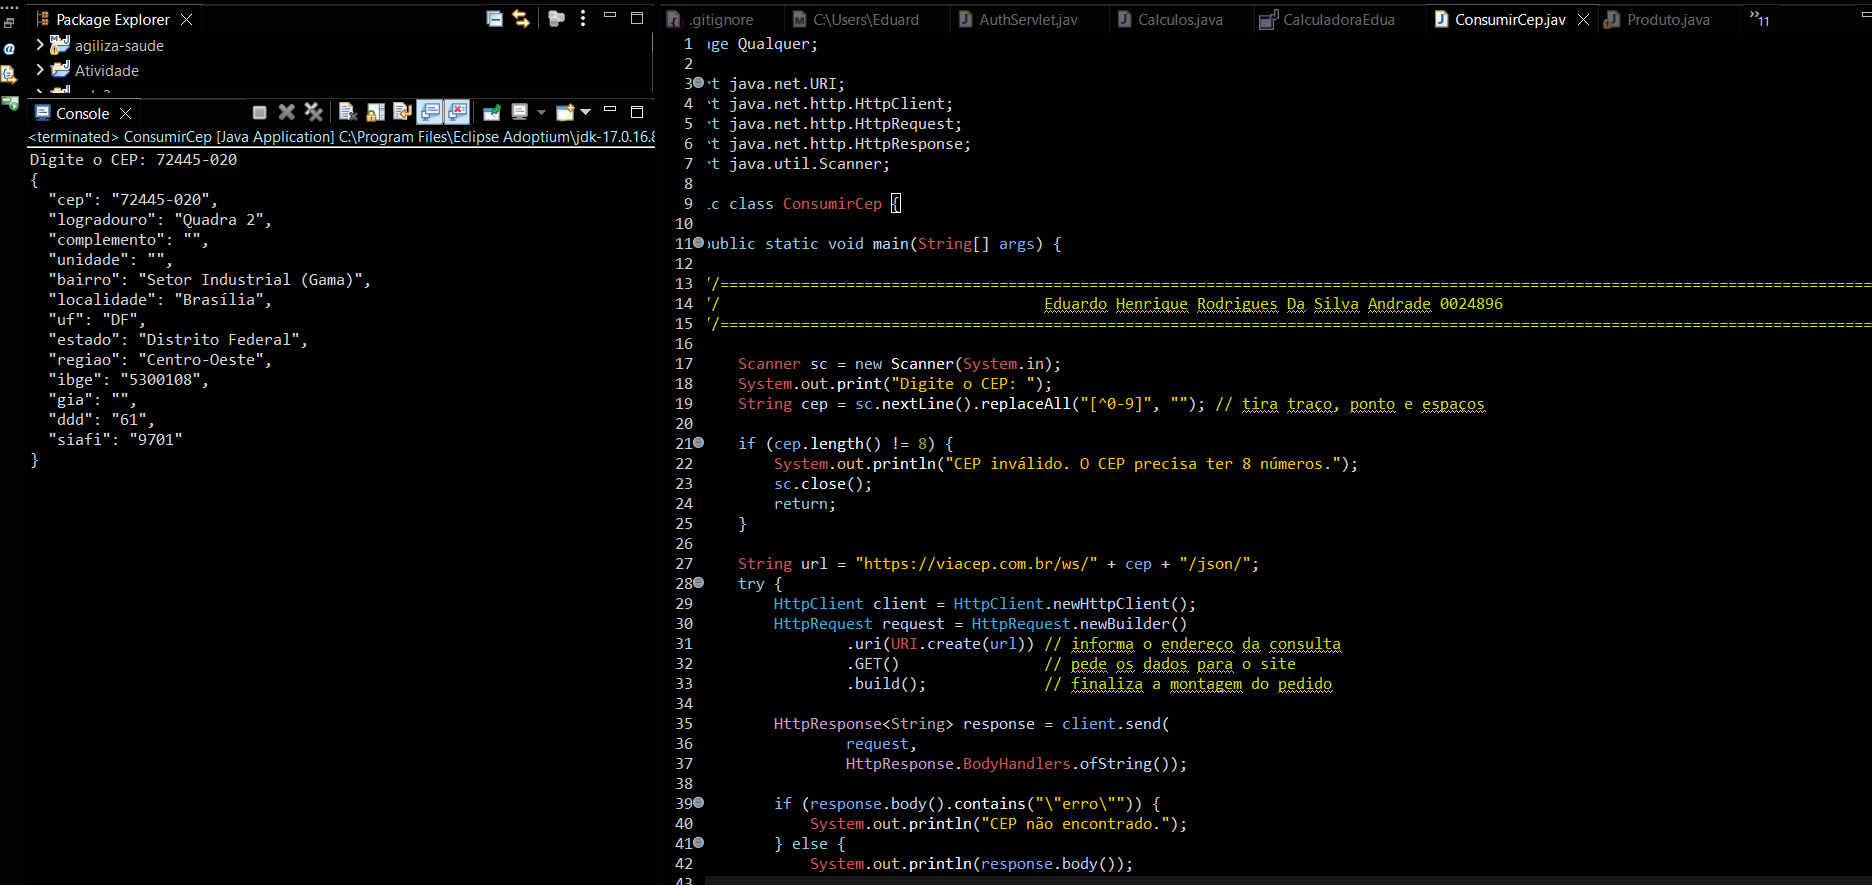 Package Explorer
agiliza-saude
Atividade
Console
<terminated> ConsumirCep [Java Application] C:\Program Files\Eclipse Adoptium\jdk-17.0.16.8
Digite o CEP: 72445-020
{
  "cep": "72445-020",
  "logradouro": "Quadra 2",
  "complemento": "",
  "unidade": "",
  "bairro": "Setor Industrial (Gama)",
  "localidade": "Brasília",
  "uf": "DF",
  "estado": "Distrito Federal",
  "regiao": "Centro-Oeste",
  "ibge": "5300108",
  "gia": "",
  "ddd": "61",
  "siafi": "9701"
}
.gitignore C:\Users\Eduard AuthServlet.jav Calculos.java CalculadoraEdua ConsumirCep.jav Produto.java »11
1 age Qualquer;
2
3 t java.net.URI;
4 t java.net.http.HttpClient;
5 t java.net.http.HttpRequest;
6 t java.net.http.HttpResponse;
7 t java.util.Scanner;
8
9 ic class ConsumirCep {
10
11 public static void main(String[] args) {
12
13 //================================================================================
14 // Eduardo Henrique Rodrigues Da Silva Andrade 0024896
15 //================================================================================
16
17 Scanner sc = new Scanner(System.in);
18 System.out.print("Digite o CEP: ");
19 String cep = sc.nextLine().replaceAll("[^0-9]", ""); // tira traço, ponto e espaços
20
21 if (cep.length() != 8) {
22 System.out.println("CEP inválido. O CEP precisa ter 8 números.");
23 sc.close();
24 return;
25 }
26
27 String url = "https://viacep.com.br/ws/" + cep + "/json/";
28 try {
29 HttpClient client = HttpClient.newHttpClient();
30 HttpRequest request = HttpRequest.newBuilder()
31 .uri(URI.create(url)) // informa o endereço da consulta
32 .GET() // pede os dados para o site
33 .build(); // finaliza a montagem do pedido
34
35 HttpResponse<String> response = client.send(
36 request,
37 HttpResponse.BodyHandlers.ofString());
38
39 if (response.body().contains("\"erro\"")) {
40 System.out.println("CEP não encontrado.");
41 } else {
42 System.out.println(response.body());
43